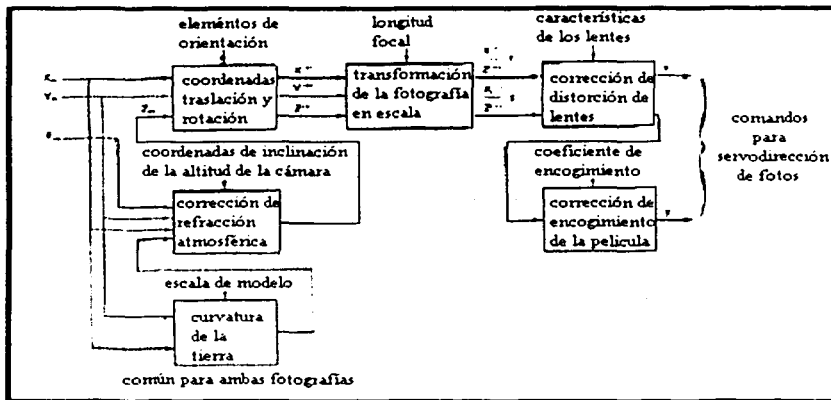 elementos de
orientación
longitud
focal
características
de los lentes
coordenadas
traslación y
rotación
transformación
de la fotografía
en escala
corrección de
distorción de
lentes
comandos
para
servodirección
de fotos
coordenadas de inclinación
de la altitud de la cámara
coeficiente de
encogimiento
corrección de
refracción
atmosférica
corrección de
encogimiento
de la pelicula
escala de modelo
curvatura
de la
tierra
común para ambas fotografías